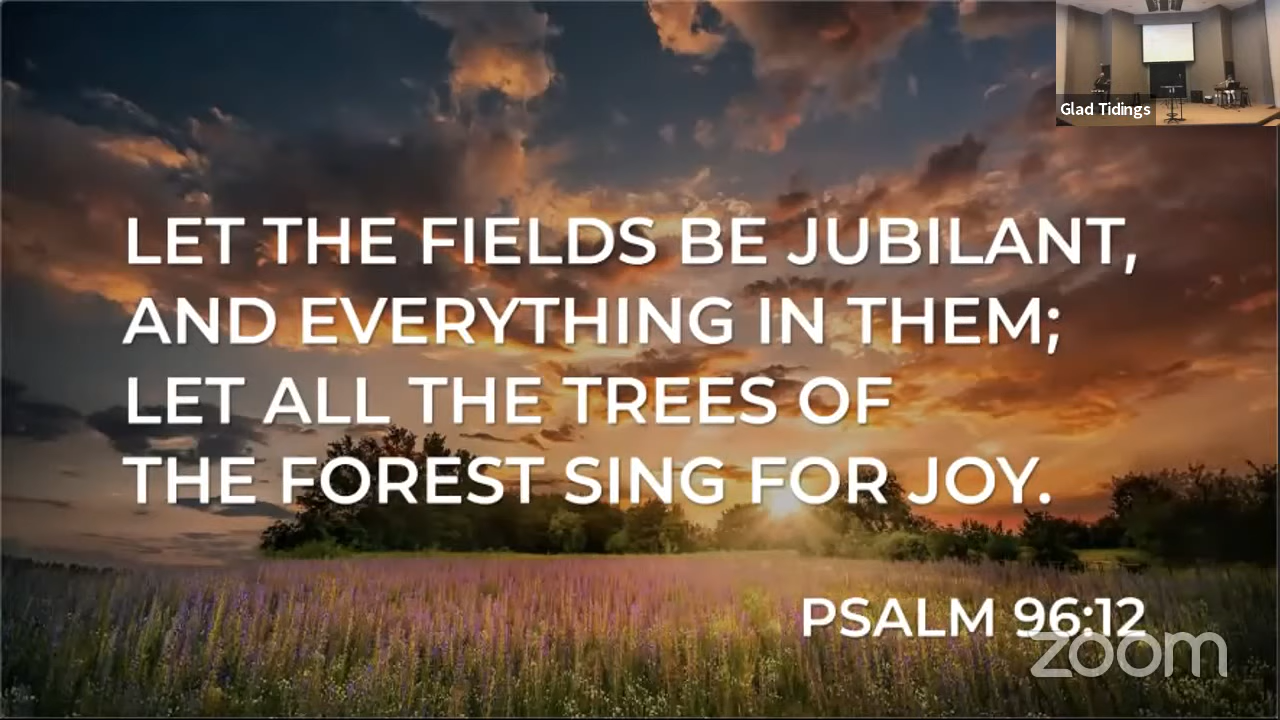 Glad Tidings
LET THE FIELDS BE JUBILANT,
AND EVERYTHING IN THEM;
LET ALL THE TREES OF
THE FOREST SING FOR JOY.
PSALM 96:12
zoom